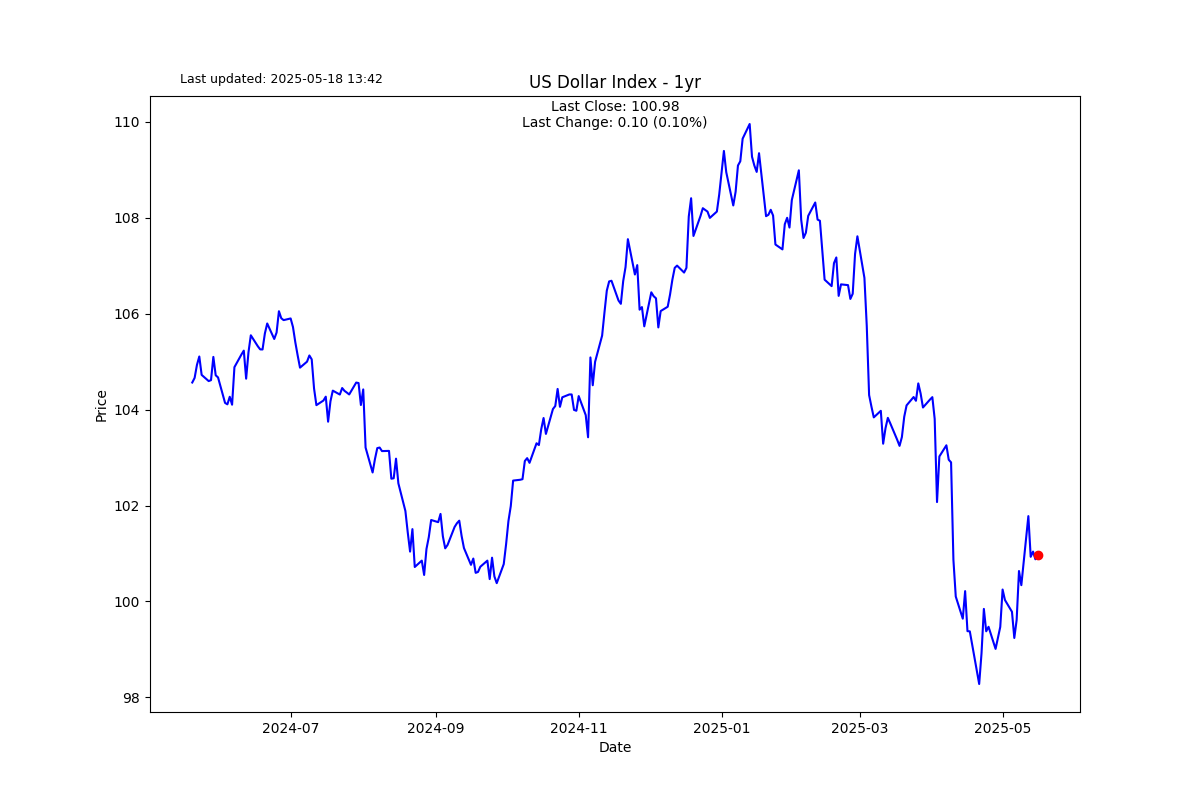 Last updated: 2025-05-18 13:42
US Dollar Index - 1yr
Last Close: 100.98
Last Change: 0.10 (0.10%)
110
108
106
104
102
100
98
Price
2024-07
2024-09
2024-11
2025-01
2025-03
2025-05
Date